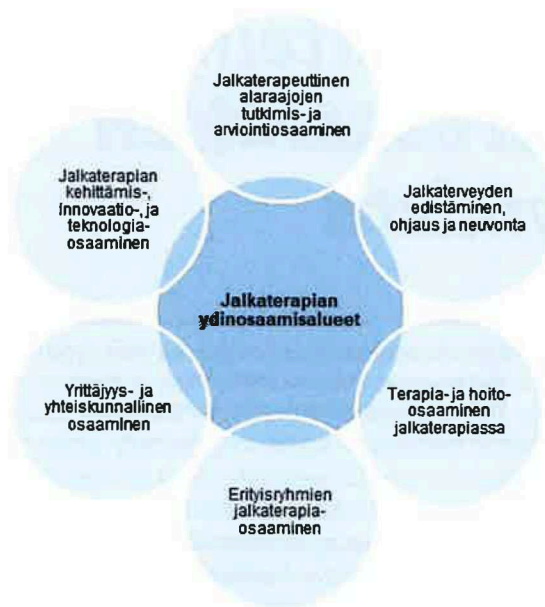 Jalkaterapeuttinen
alaraajojen
tutkimis- ja
arviointiosaaminen
Jalkaterveyden
edistäminen,
ohjaus ja neuvonta
Terapia- ja hoito-
osaaminen
jalkaterapiassa
Erityisryhmien
jalkaterapia-
osaaminen
Yrittäjyys- ja
yhteiskunnallinen
osaaminen
Jalkaterapian
kehittämis-,
innovaatio-, ja
teknologia-
osaaminen
Jalkaterapian
ydinosaamisalueet